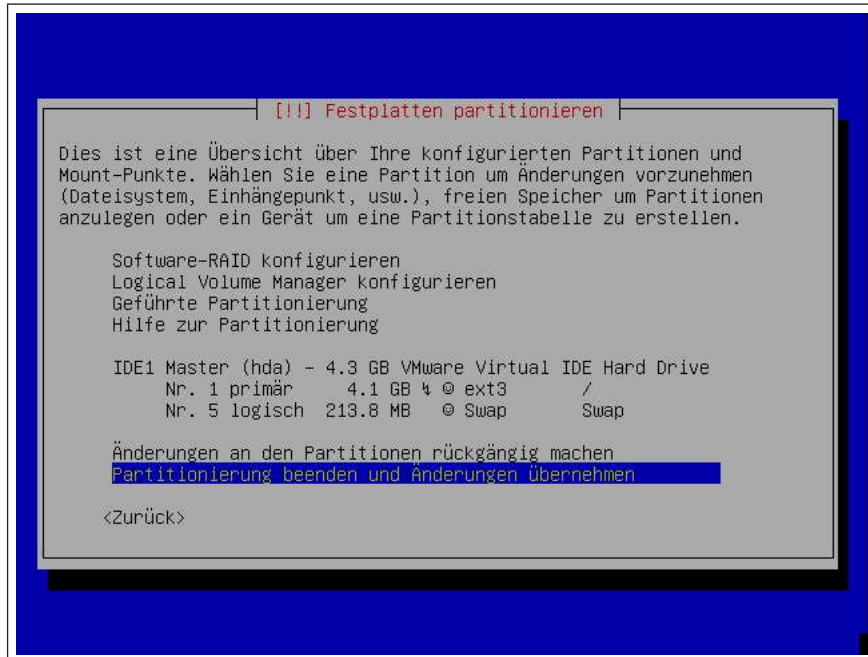 [!!] Festplatten partitionieren
Dies ist eine Übersicht über Ihre konfigurierten Partitionen und
Mount-Punkte. Wählen Sie eine Partition um Änderungen vorzunehmen
(Dateisystem, Einhängepunkt, usw.), freien Speicher um Partitionen
anzulegen oder ein Gerät um eine Partitionstabelle zu erstellen.
Software-RAID konfigurieren
Logical Volume Manager konfigurieren
Geführte Partitionierung
Hilfe zur Partitionierung
IDE1 Master (hda) - 4.3 GB VMware Virtual IDE Hard Drive
Nr. 1 primär 4.1 GB ↯ ☺ ext3 /
Nr. 5 logisch 213.8 MB ☺ Swap Swap
Änderungen an den Partitionen rückgängig machen
Partitionierung beenden und Änderungen übernehmen
<Zurück>